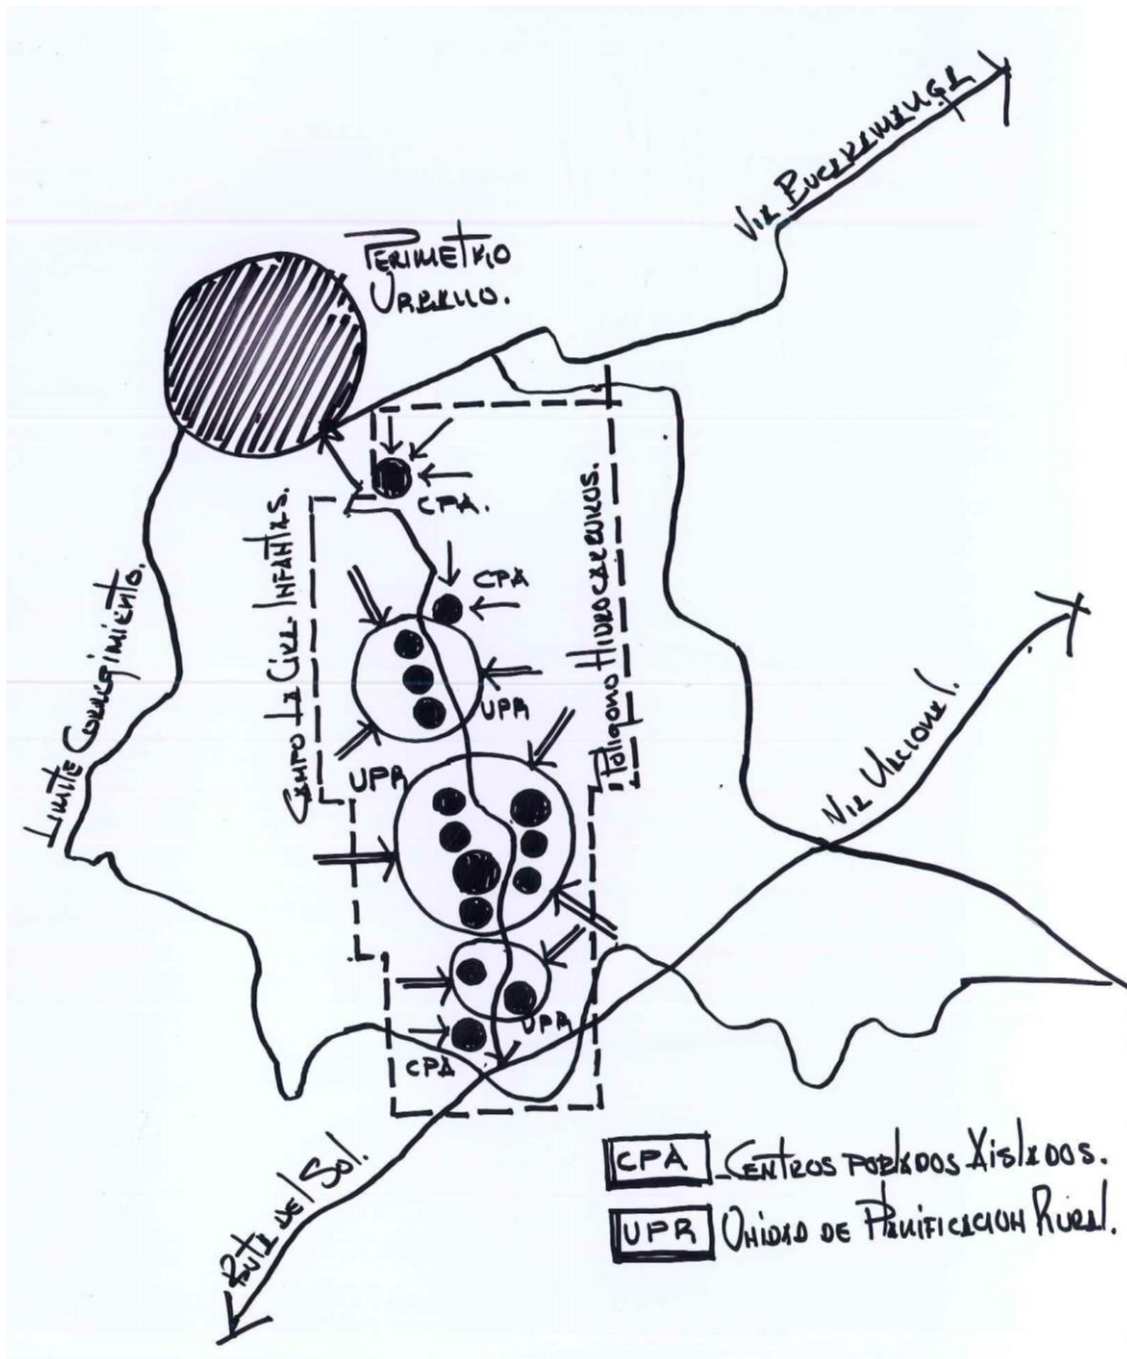 Via Bucaramanga
Perimetro
Urbano.
CPA.
Campo La Cira-Infantas.
Poligono Hidrocarburos.
CPA
Limite Corregimiento.
UPR
UPR
Via Nacional.
UPR
CPA
Ruta del Sol.
CPA Centros poblados Aislados.
UPR Unidad de Planificacion Rural.